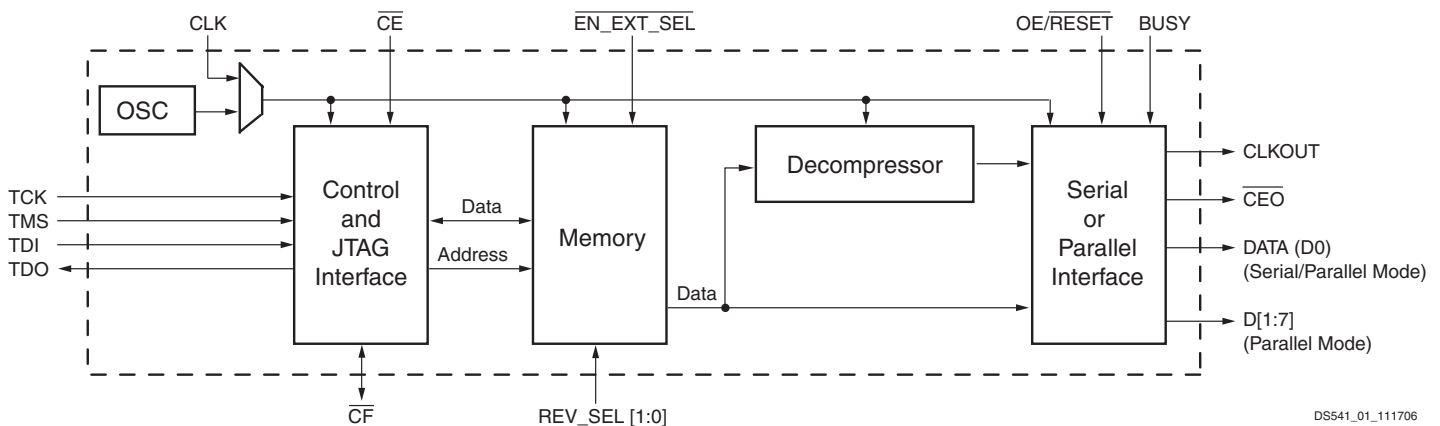 CLK
CE
EN_EXT_SEL
OE/RESET
BUSY
OSC
Control
and
JTAG
Interface
Memory
Decompressor
Serial
or
Parallel
Interface
TCK
TMS
TDI
TDO
Data
Address
Data
CLKOUT
CEO
DATA (D0)
(Serial/Parallel Mode)
D[1:7]
(Parallel Mode)
CF
REV_SEL [1:0]
DS541_01_111706